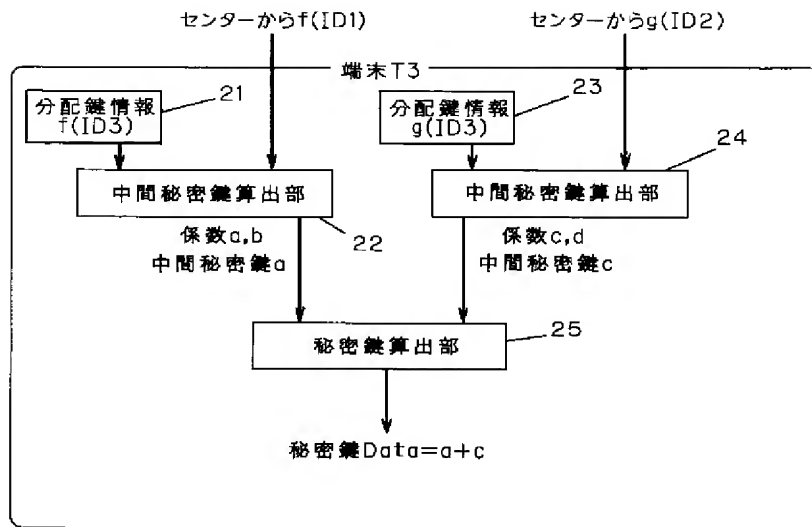 センターからf(ID1)
センターからg(ID2)
端末T3
分配鍵情報
f(ID3)
21
分配鍵情報
g(ID3)
23
中間秘密鍵算出部
22
中間秘密鍵算出部
24
係数a,b
中間秘密鍵a
係数c,d
中間秘密鍵c
秘密鍵算出部
25
秘密鍵Data=a+c